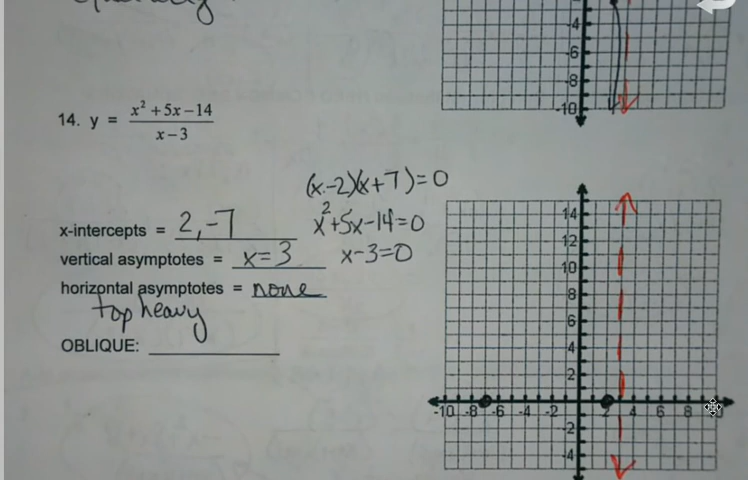 -4
-6
-8
-10
14. y = x² + 5x – 14 / x – 3
(x-2)(x+7)=0
x-intercepts = 2, -7
x²+5x-14=0
vertical asymptotes = x=3
x-3=0
horizontal asymptotes = none
top heavy
OBLIQUE:
14
12
10
8
6
4
2
-10 -8 -6 -4 -2 2 4 6 8
-2
-4